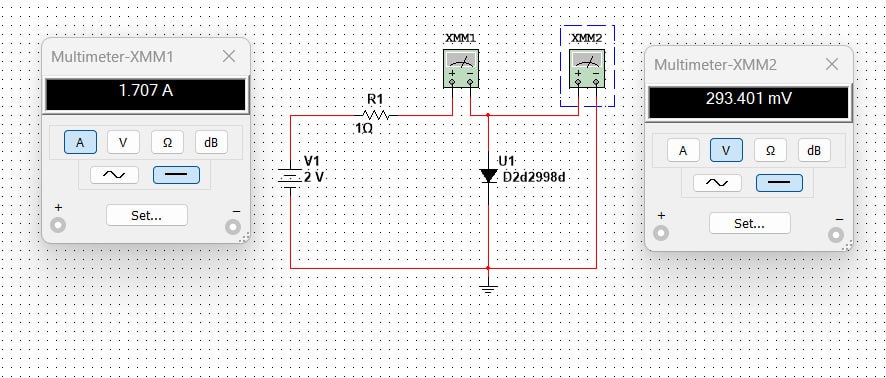 Multimeter-XMM1
1.707 A
A V Ω dB
+ Set... −
XMM1
XMM2
R1
1Ω
V1
2 V
U1
D2d2998d
Multimeter-XMM2
293.401 mV
A V Ω dB
+ Set... −